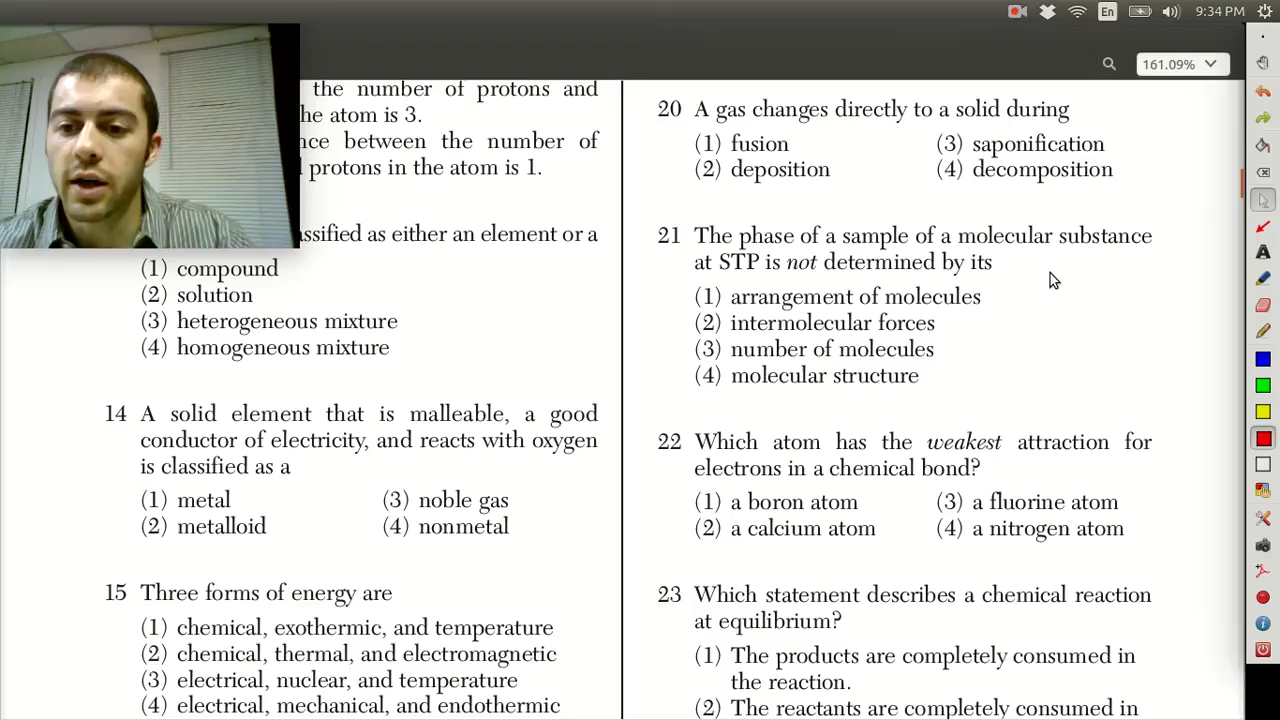 En
9:34 PM
161.09%
the number of protons and
he atom is 3.
nce between the number of
protons in the atom is 1.
ssified as either an element or a
(1) compound
(2) solution
(3) heterogeneous mixture
(4) homogeneous mixture
14 A solid element that is malleable, a good
conductor of electricity, and reacts with oxygen
is classified as a
(1) metal (3) noble gas
(2) metalloid (4) nonmetal
15 Three forms of energy are
(1) chemical, exothermic, and temperature
(2) chemical, thermal, and electromagnetic
(3) electrical, nuclear, and temperature
(4) electrical, mechanical, and endothermic
20 A gas changes directly to a solid during
(1) fusion (3) saponification
(2) deposition (4) decomposition
21 The phase of a sample of a molecular substance
at STP is not determined by its
(1) arrangement of molecules
(2) intermolecular forces
(3) number of molecules
(4) molecular structure
22 Which atom has the weakest attraction for
electrons in a chemical bond?
(1) a boron atom (3) a fluorine atom
(2) a calcium atom (4) a nitrogen atom
23 Which statement describes a chemical reaction
at equilibrium?
(1) The products are completely consumed in
the reaction.
(2) The reactants are completely consumed in